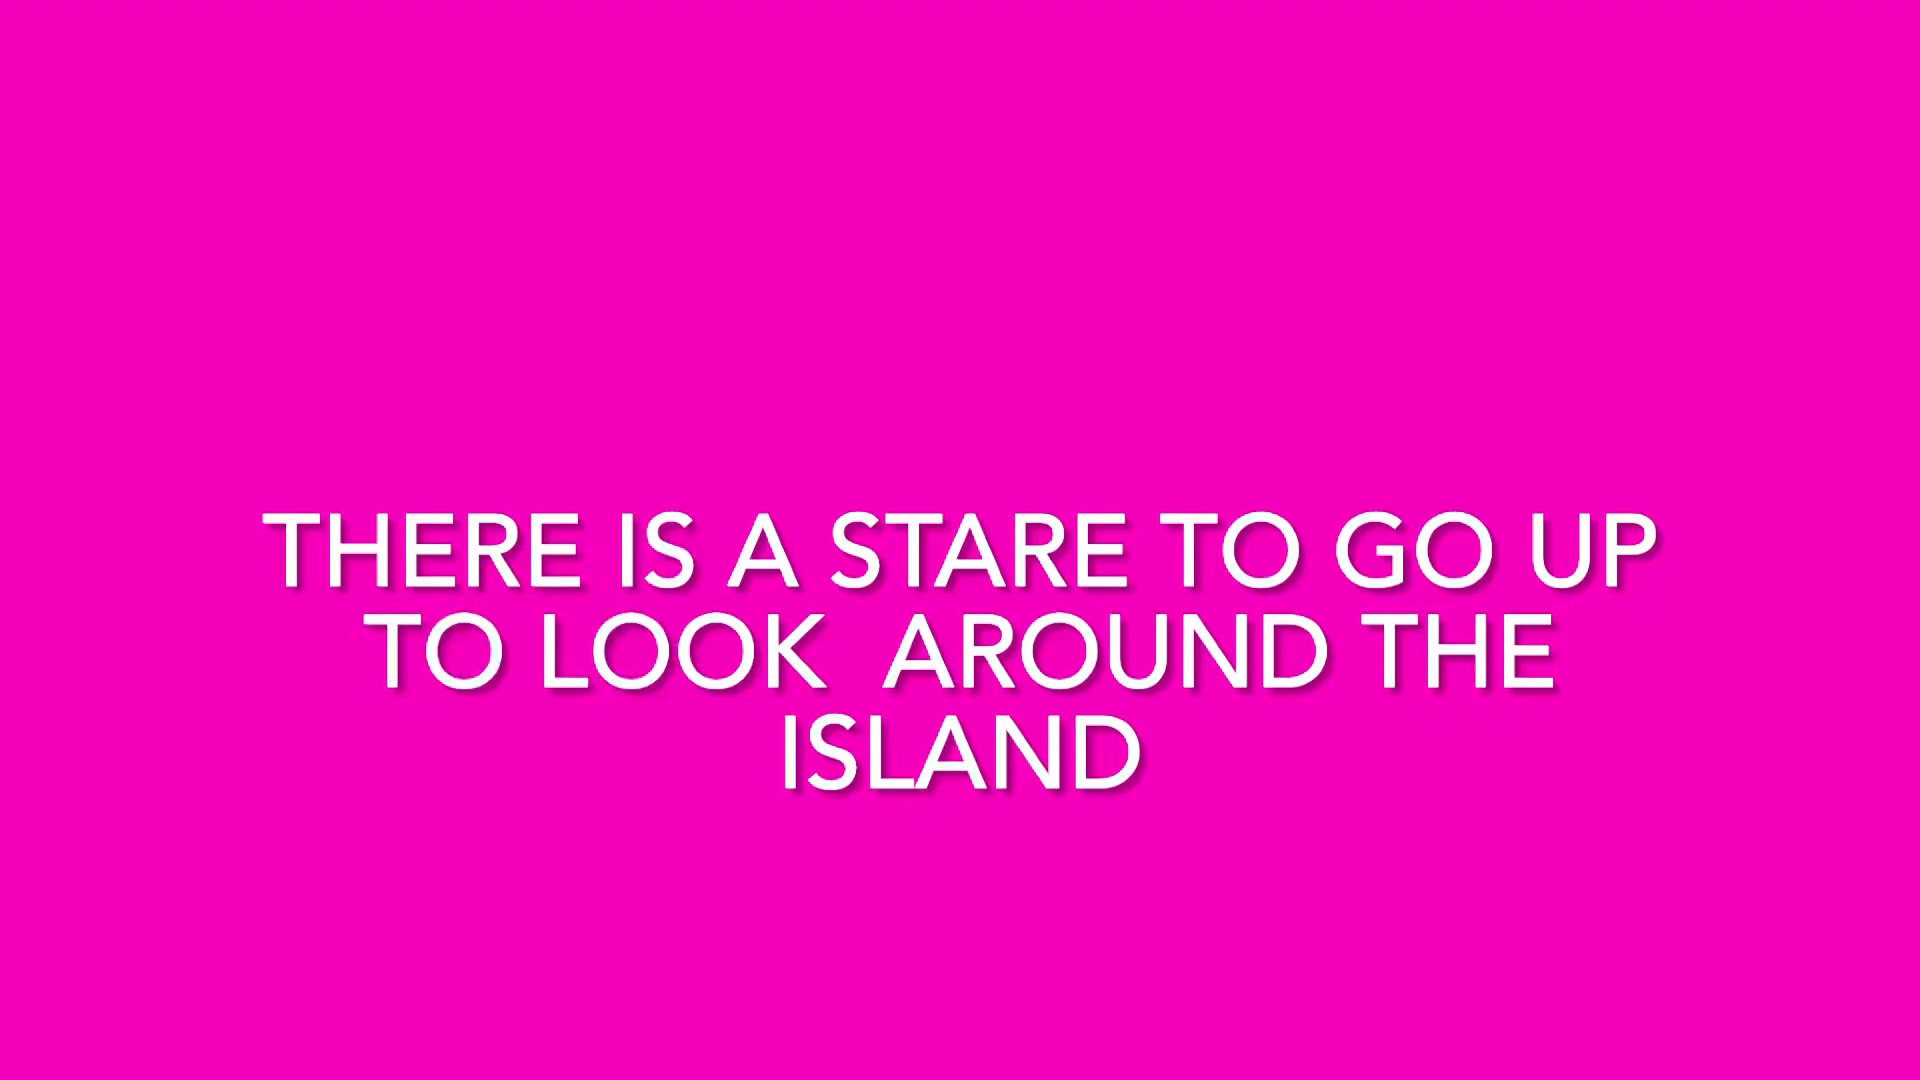 THERE IS A STARE TO GO UP
TO LOOK  AROUND THE
ISLAND